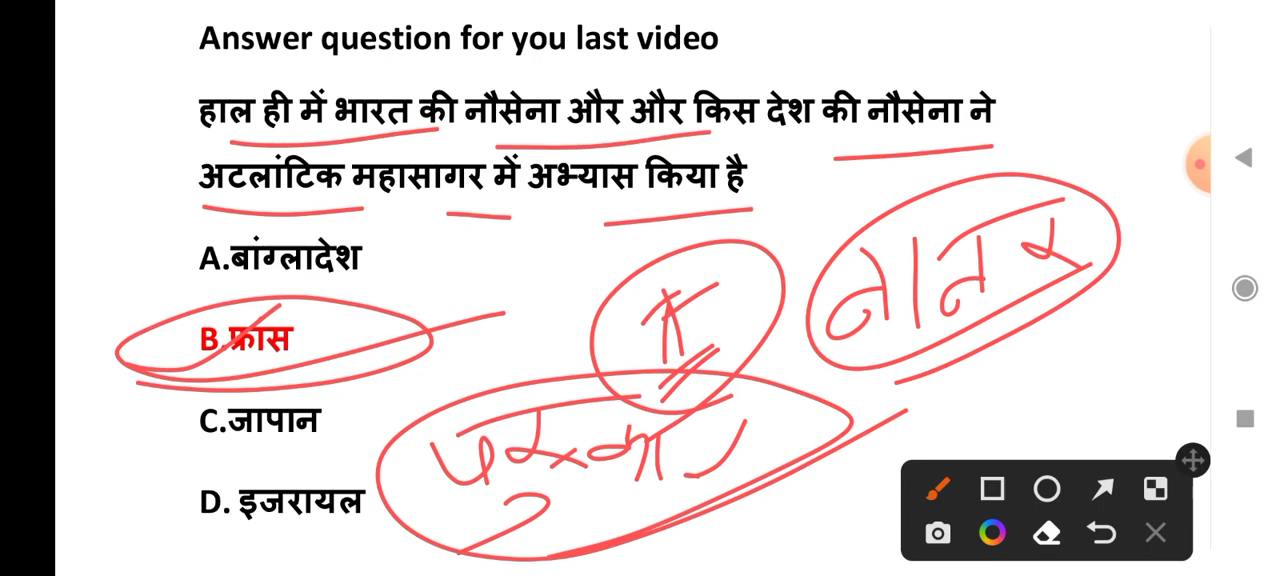 Answer question for you last video
हाल ही में भारत की नौसेना और और किस देश की नौसेना ने
अटलांटिक महासागर में अभ्यास किया है
A.बांग्लादेश
B.फ्रांस
C.जापान
D. इजरायल